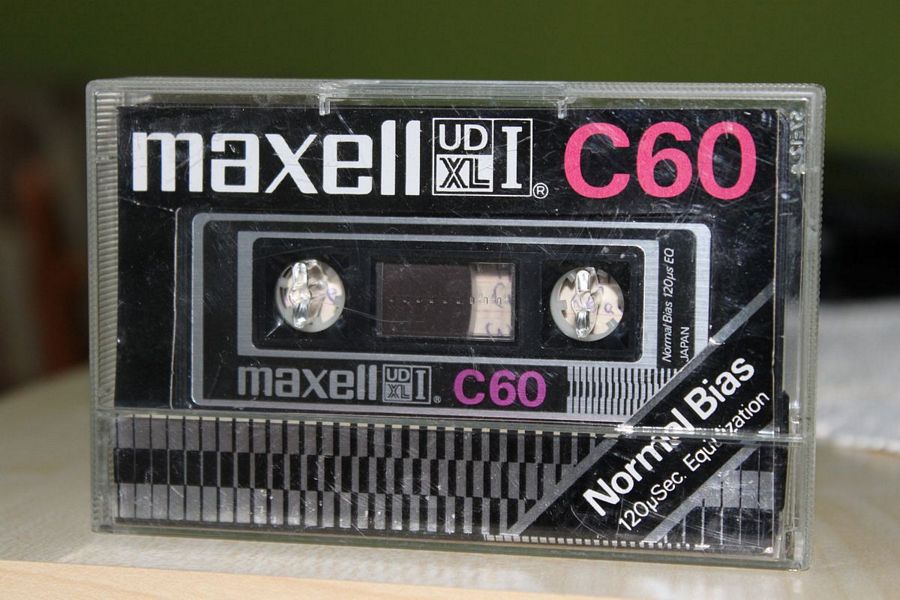 maxell UD XL I ® C60
Normal Bias 120µs EQ
JAPAN
maxell UD XL I ® C60
Normal Bias
120µSec. Equalization